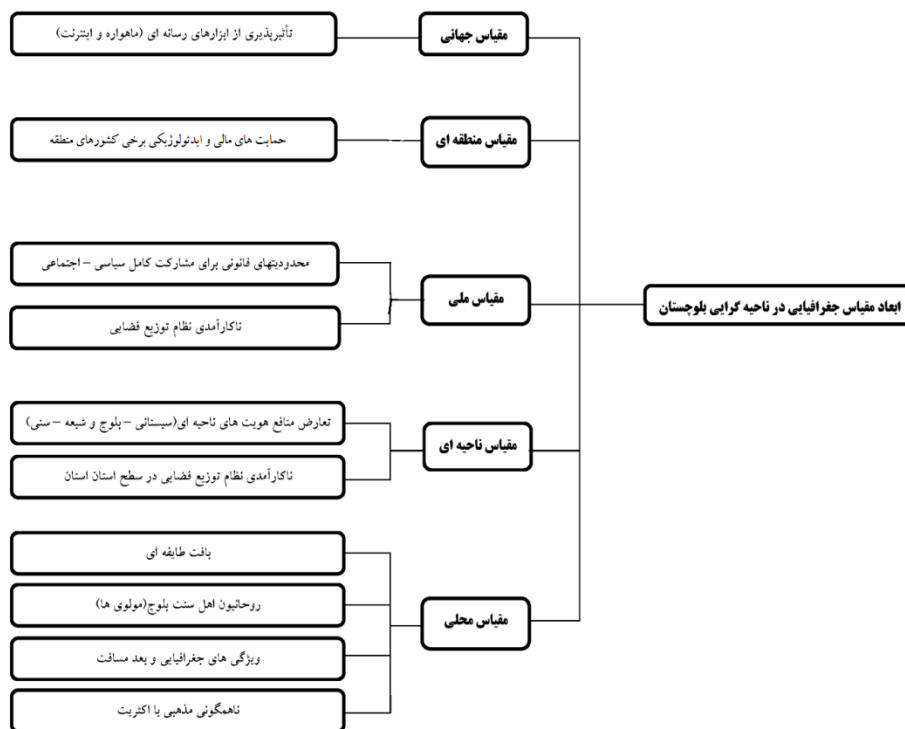 ابعاد مقیاس جغرافیایی در ناحیه گرایی بلوچستان
مقیاس جهانی
تأثیرپذیری از ابزارهای رسانه ای (ماهواره و اینترنت)
مقیاس منطقه ای
حمایت های مالی و ایدئولوژیکی برخی کشورهای منطقه
مقیاس ملی
محدودیتهای قانونی برای مشارکت کامل سیاسی – اجتماعی
ناکارآمدی نظام توزیع فضایی
مقیاس ناحیه ای
تعارض منافع هویت های ناحیه ای(سیستانی – بلوچ و شیعه – سنی)
ناکارآمدی نظام توزیع فضایی در سطح استان استان
مقیاس محلی
بافت طایفه ای
روحانیون اهل سنت بلوچ(مولوی ها)
ویژگی های جغرافیایی و بعد مسافت
ناهمگونی مذهبی با اکثریت